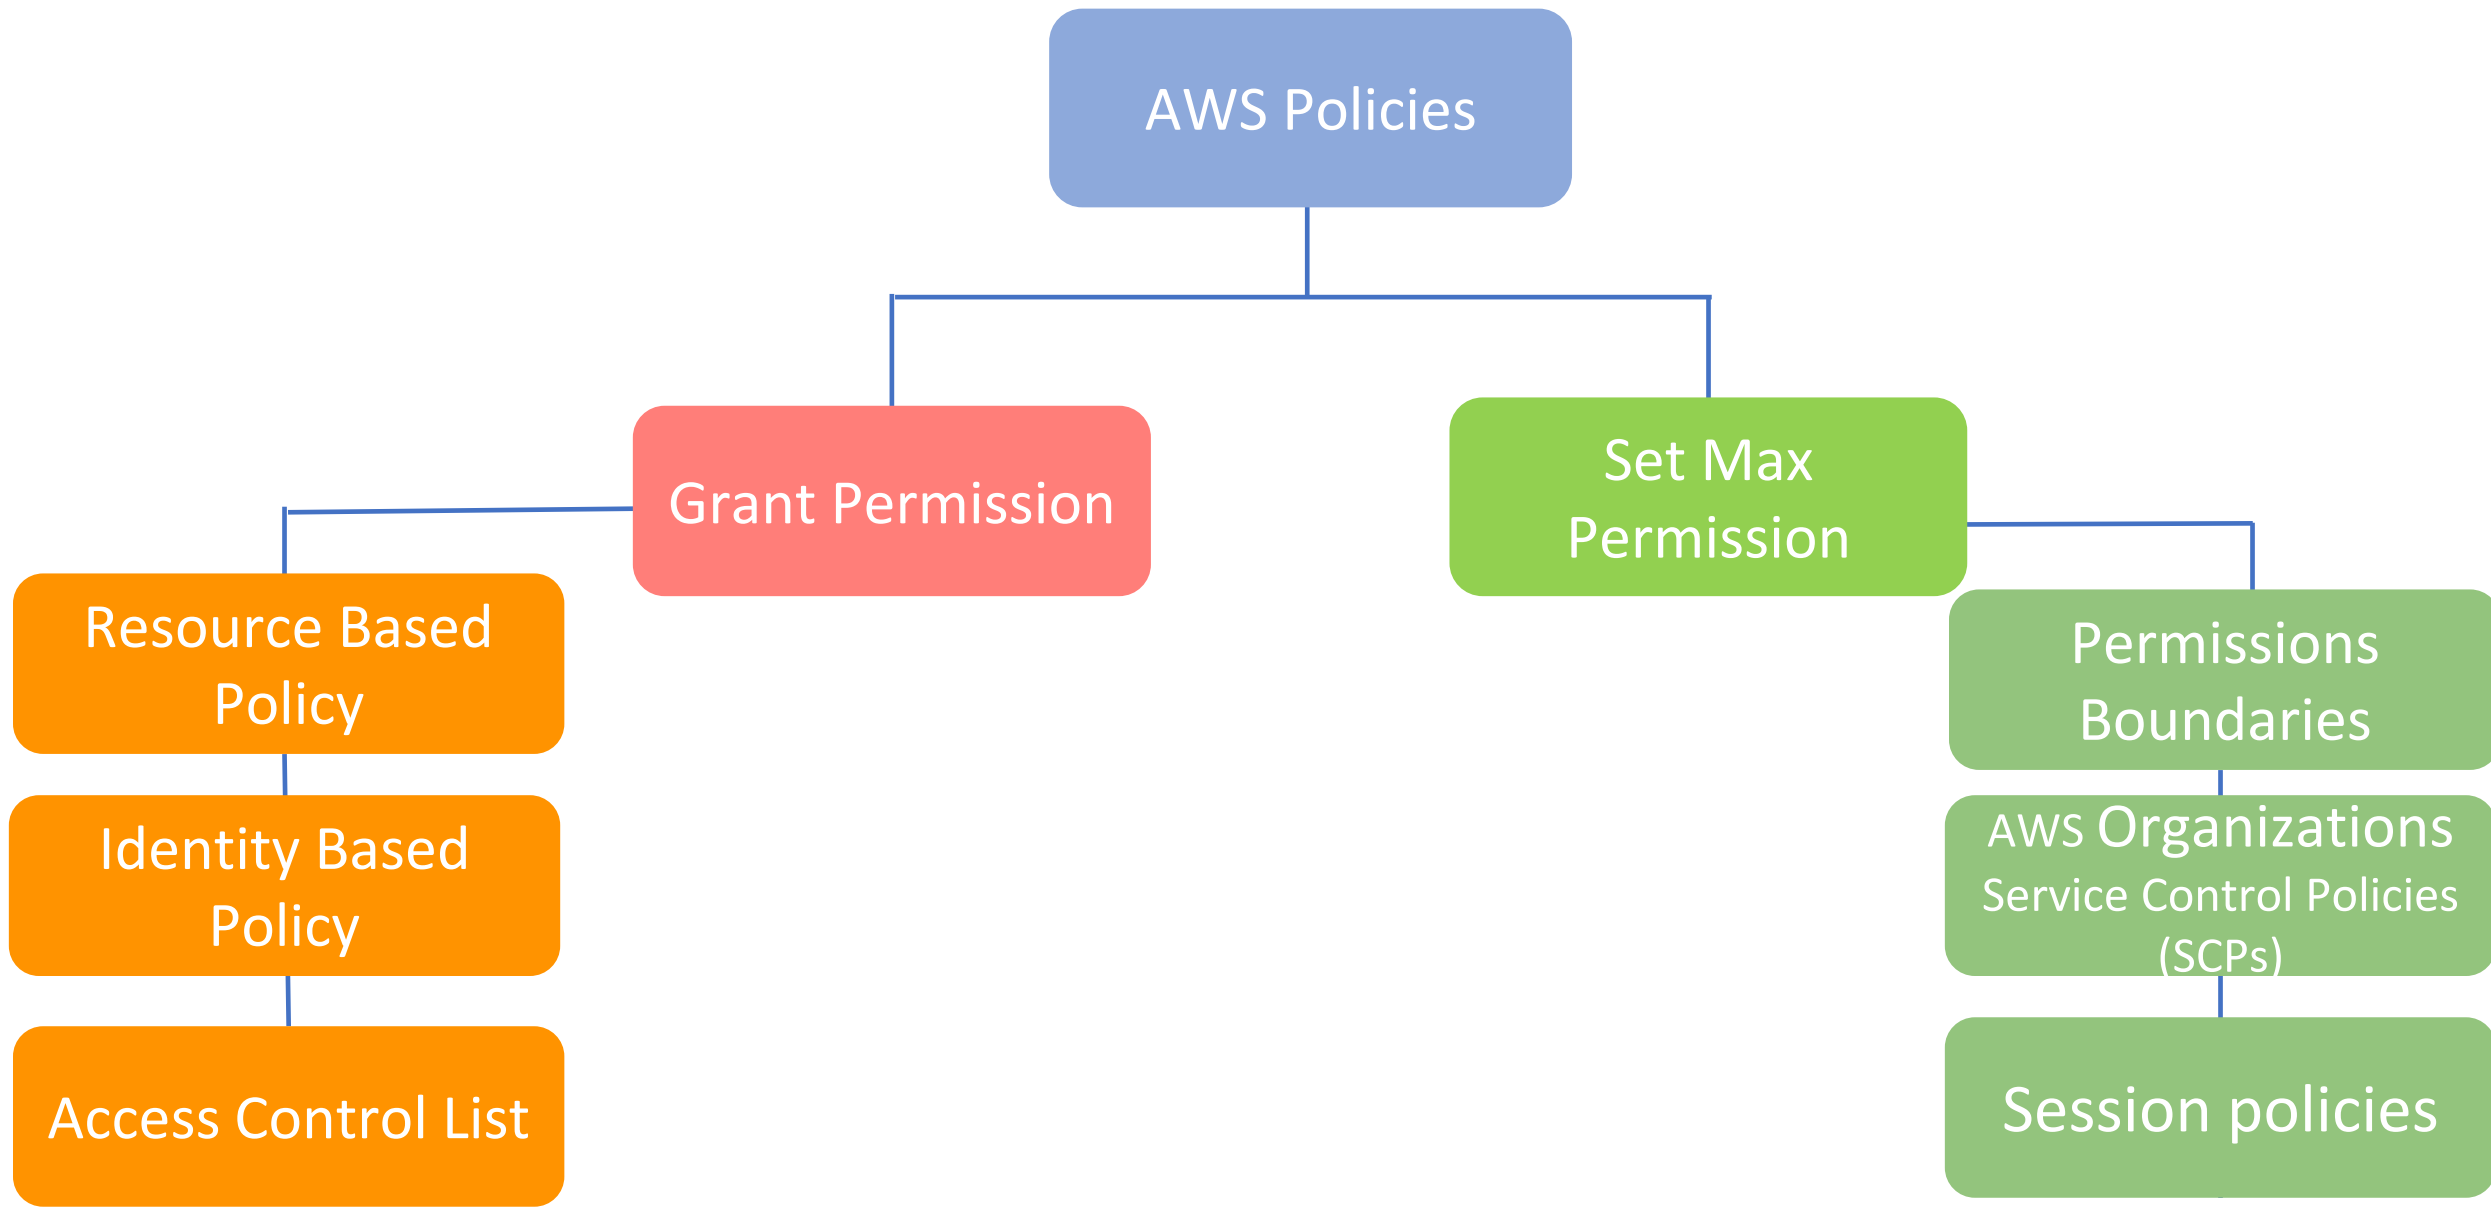 AWS Policies
Grant Permission
Set Max
Permission
Resource Based
Policy
Identity Based
Policy
Access Control List
Permissions
Boundaries
AWS Organizations
Service Control Policies
(SCPs)
Session policies